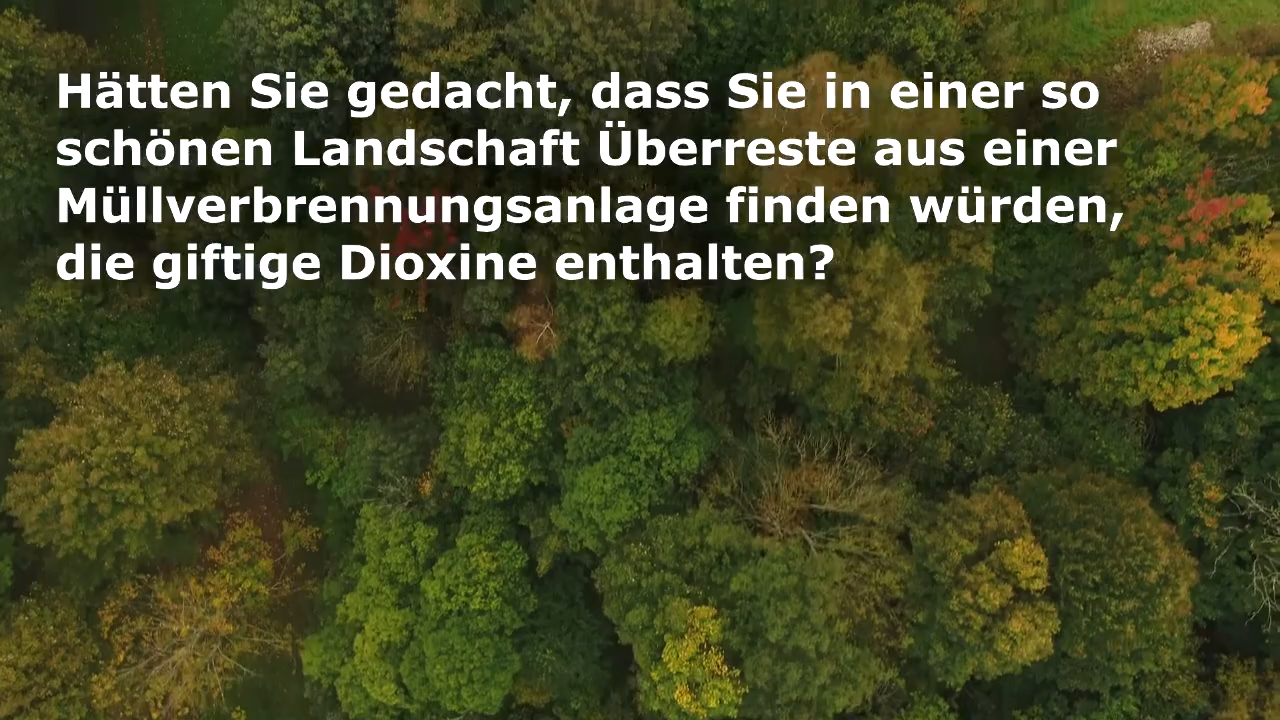 Hätten Sie gedacht, dass Sie in einer so
schönen Landschaft Überreste aus einer
Müllverbrennungsanlage finden würden,
die giftige Dioxine enthalten?